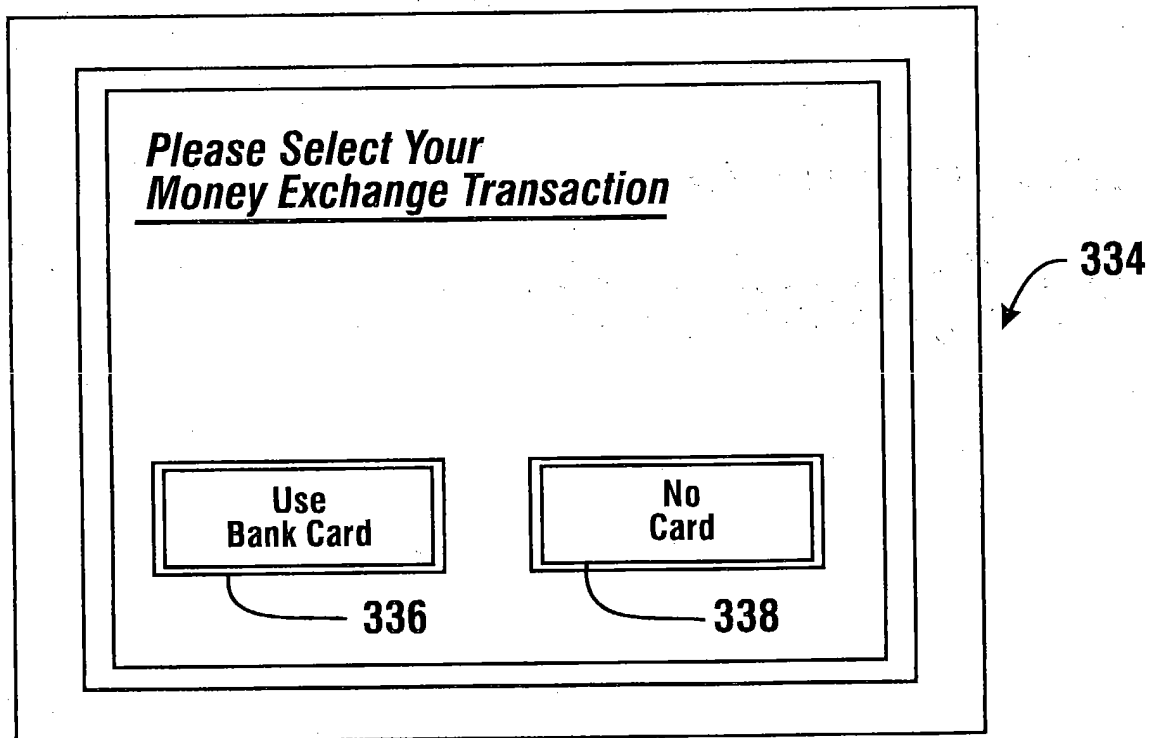 Please Select Your
Money Exchange Transaction
334
Use
Bank Card
No
Card
336
338